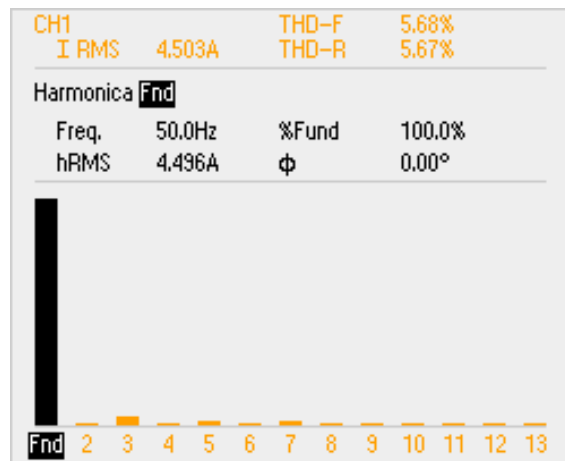 CH1 THD-F 5.68%
I RMS 4.503A THD-R 5.67%
Harmonica Fnd
Freq. 50.0Hz %Fund 100.0%
hRMS 4.496A ф 0.00°
Fnd 2 3 4 5 6 7 8 9 10 11 12 13